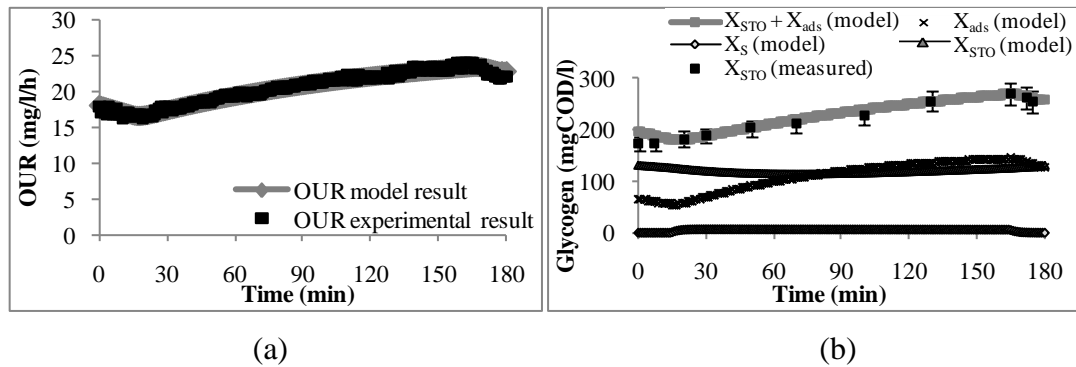 30
25
20
15
10
5
0
OUR (mg/l/h)
OUR model result
OUR experimental result
0 30 60 90 120 150 180
Time (min)
(a)
X_STO + X_ads (model)
X_ads (model)
X_S (model)
X_STO (model)
X_STO (measured)
300
200
100
0
Glycogen (mgCOD/l)
0 30 60 90 120 150 180
Time (min)
(b)